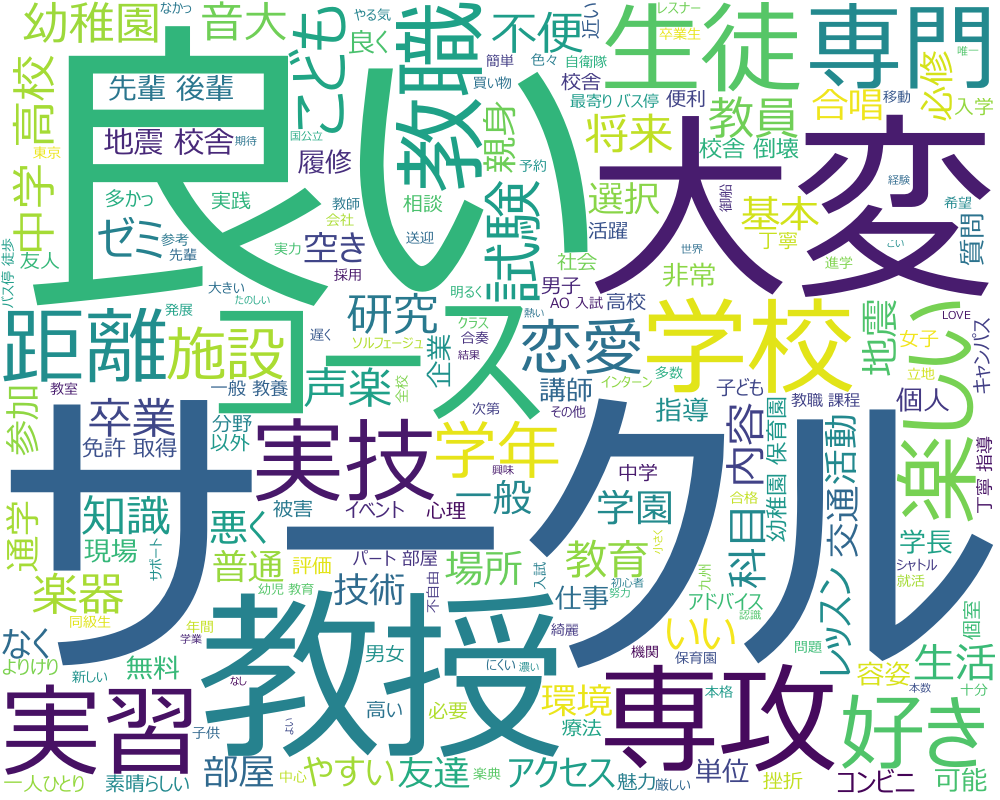 幼稚園
音大
やる気
なかっ
レスナー
卒業生
唯一
良い
こども
良く
教職
不便
近い
生徒
専門
先輩 後輩
簡単
色々
自衛隊
買い物
校舎
最寄り バス停
便利
教員
合唱
移動
必修
入学
高校
東京
地震 校舎
期待
国公立
履修
親身
将来
校舎 倒壊
大変
中学
多かっ
実践
教師
会社
相談
予約
試験
選択
御船
基本
丁寧
経験
希望
質問
ゼミ
参考
先輩
実力
空き
採用
送迎
社会
活躍
非常
世界
こい
進学
友人
バス停 徒歩
大きい
たのしい
発展
明るく
男子
AO 入試
高校
距離
施設
コース
研究
遅く
熱い
クラス
ソルフェージュ
合奏
結果
恋愛
学校
地震
女子
立地
楽しい
LOVE
キャンパス
教室
一般 教養
声楽
全校
企業
次第
その他
講師
インターン
多数
子ども
指導
教職 課程
個人
参加
卒業
免許 取得
分野
以外
実技
学年
興味
中学
内容
幼稚園 保育園
活動
丁寧 指導
サークル
通学
知識
現場
悪く
被害
イベント
心理
一般
学園
合格
小さく
科目
交通
学長
シャトル
就活
サポート
普通
評価
パート 部屋
不自由
場所
入試
教育
初心者
努力
九州
アドバイス
認識
レッスン
個室
楽器
同級生
幼児 教育
技術
仕事
綺麗
なく
よりけり
年間
学業
無料
新しい
なし
教授
男女
にくい
濃い
機関
保育園
いい
問題
容姿
生活
十分
本数
実習
子供
よい
高い
必要
環境
療法
本格
専攻
好き
一人ひとり
素晴らしい
部屋
中心
やすい
友達
楽典
アクセス
魅力
厳しい
単位
挫折
コンビニ
可能